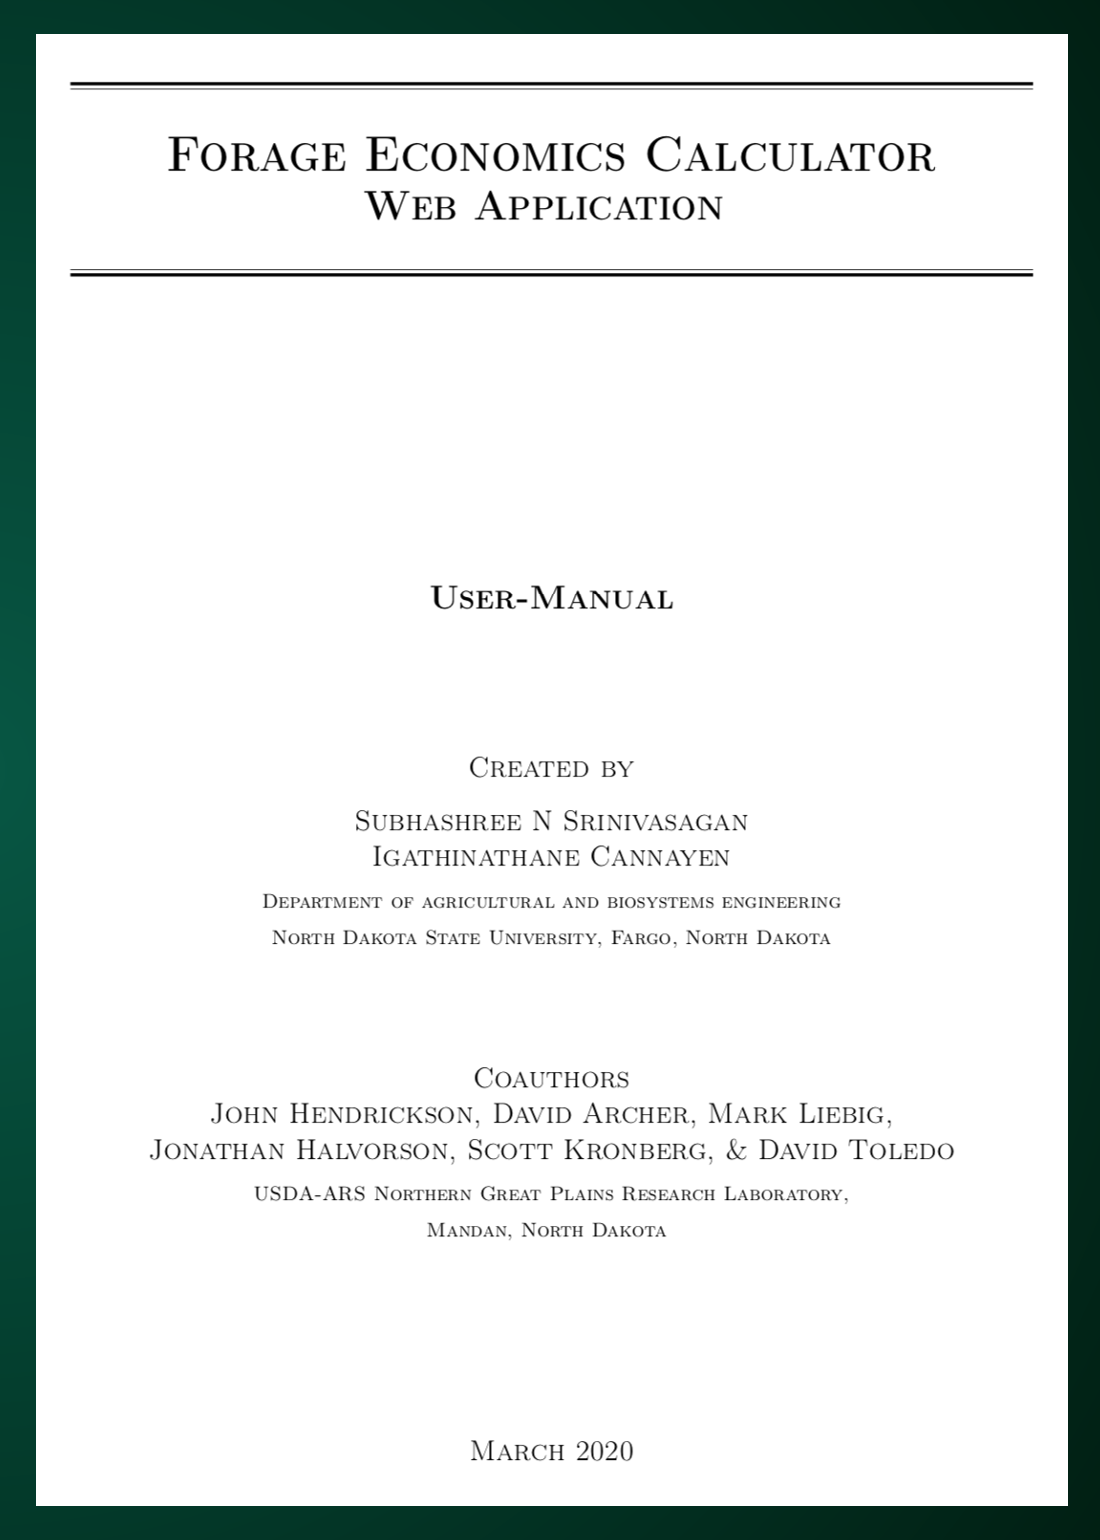 Forage Economics Calculator
Web Application
User-Manual
Created by
Subhashree N Srinivasagan
Igathinathane Cannayen
Department of agricultural and biosystems engineering
North Dakota State University, Fargo, North Dakota
Coauthors
John Hendrickson, David Archer, Mark Liebig,
Jonathan Halvorson, Scott Kronberg, & David Toledo
USDA-ARS Northern Great Plains Research Laboratory,
Mandan, North Dakota
March 2020